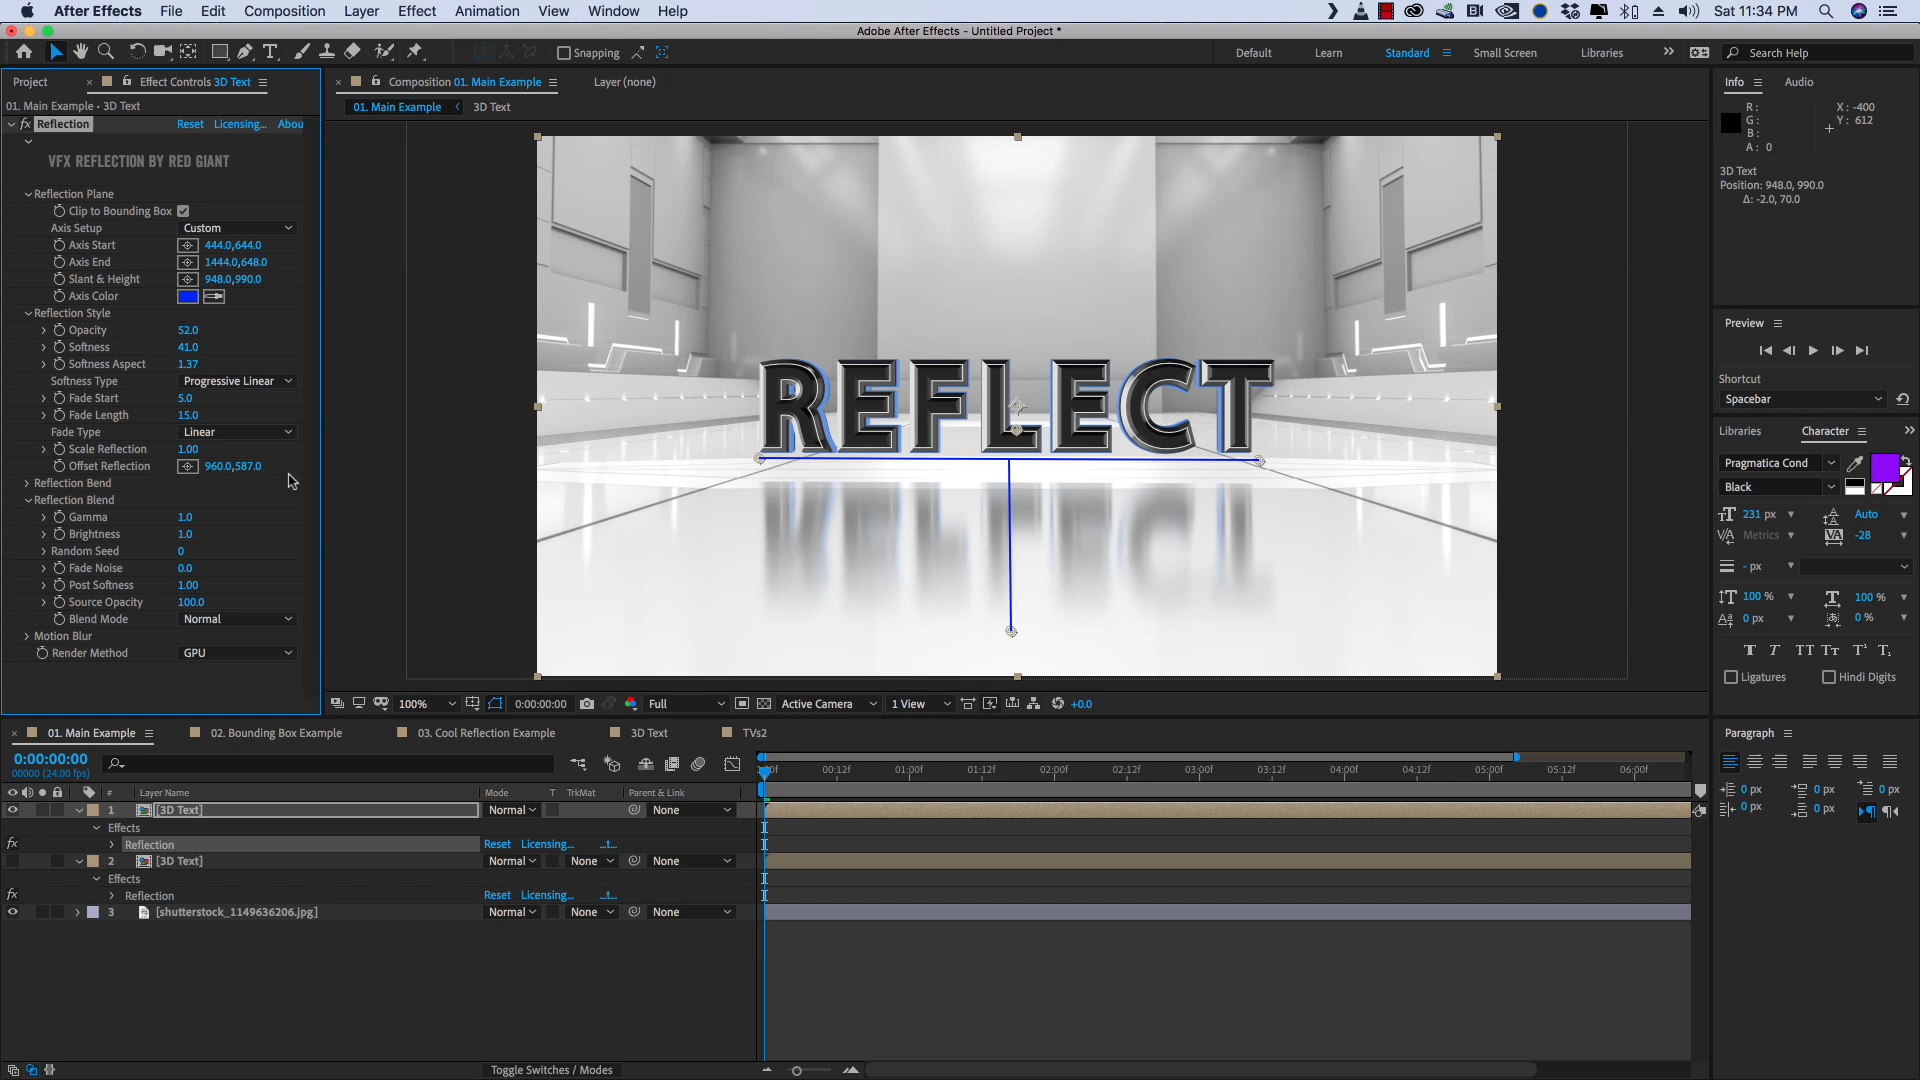 After Effects File Edit Composition Layer Effect Animation View Window Help Sat 11:34 PM
Adobe After Effects - Untitled Project *
Snapping Default Learn Standard Small Screen Libraries Search Help
Project Effect Controls 3D Text
01. Main Example • 3D Text
fx Reflection Reset Licensing... Abou
VFX REFLECTION BY RED GIANT
Reflection Plane
Clip to Bounding Box
Axis Setup Custom
Axis Start 444.0,644.0
Axis End 1444.0,648.0
Slant & Height 948.0,990.0
Axis Color
Reflection Style
Opacity 52.0
Softness 41.0
Softness Aspect 1.37
Softness Type Progressive Linear
Fade Start 5.0
Fade Length 15.0
Fade Type Linear
Scale Reflection 1.00
Offset Reflection 960.0,587.0
Reflection Bend
Reflection Blend
Gamma 1.0
Brightness 1.0
Random Seed 0
Fade Noise 0.0
Post Softness 1.00
Source Opacity 100.0
Blend Mode Normal
Motion Blur
Render Method GPU
Composition 01. Main Example Layer (none)
01. Main Example 3D Text
REFLECT
100% 0:00:00:00 Full Active Camera 1 View +0.0
Info Audio
R: X: -400
G: Y: 612
B:
A: 0
3D Text
Position: 948.0, 990.0
Δ: -2.0, 70.0
Preview
Shortcut
Spacebar
Libraries Character
Pragmatica Cond
Black
231 px Auto
Metrics -28
- px
100 % 100 %
0 px 0 %
T T TT Tt T¹ T₁
Ligatures Hindi Digits
Paragraph
0 px 0 px 0 px
0 px 0 px
01. Main Example 02. Bounding Box Example 03. Cool Reflection Example 3D Text TVs2
0:00:00:00
00000 (24.00 fps)
00:12f 01:00f 01:12f 02:00f 02:12f 03:00f 03:12f 04:00f 04:12f 05:00f 05:12f 06:00f
# Layer Name Mode T TrkMat Parent & Link
1 [3D Text] Normal None
Effects
fx Reflection Reset Licensing... ...t...
2 [3D Text] Normal None None
Effects
fx Reflection Reset Licensing... ...t...
3 [shutterstock_1149636206.jpg] Normal None None
Toggle Switches / Modes